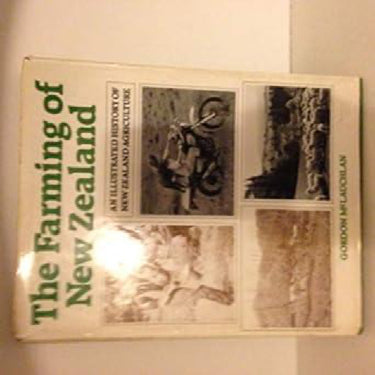 The Farming of
New Zealand
AN ILLUSTRATED HISTORY OF
NEW ZEALAND AGRICULTURE
GORDON McLAUCHLAN